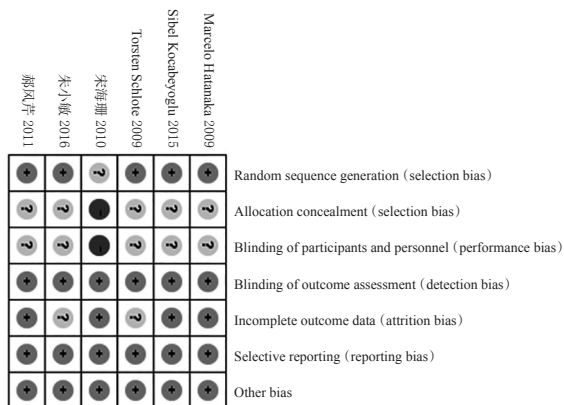 郝风芹 2011
朱小敏 2016
宋海珊 2010
Torsten Schlote 2009
Sibel Kocabeyoglu 2015
Marcelo Hatanaka 2009
+ + ? + + + Random sequence generation (selection bias)
? ? − ? ? ? Allocation concealment (selection bias)
? ? − ? ? ? Blinding of participants and personnel (performance bias)
+ + + + + + Blinding of outcome assessment (detection bias)
+ ? + ? + + Incomplete outcome data (attrition bias)
+ + + + + + Selective reporting (reporting bias)
+ + + + + + Other bias